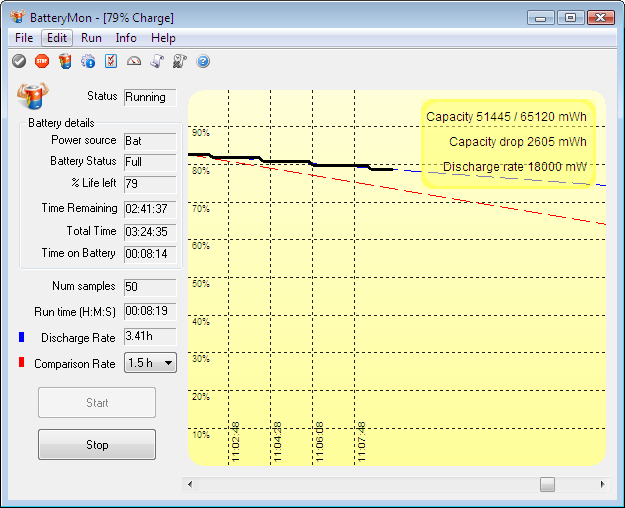 BatteryMon - [79% Charge]
File Edit Run Info Help
STOP
Status Running
Battery details
Power source Bat
Battery Status Full
% Life left 79
Time Remaining 02:41:37
Total Time 03:24:35
Time on Battery 00:08:14
Num samples 50
Run time (H:M:S) 00:08:19
Discharge Rate 3.41h
Comparison Rate 1.5 h
Start
Stop
Capacity 51445 / 65120 mWh
Capacity drop 2605 mWh
Discharge rate 18000 mW
90%
80%
70%
60%
50%
40%
30%
20%
10%
11:02:48
11:04:28
11:06:08
11:07:48